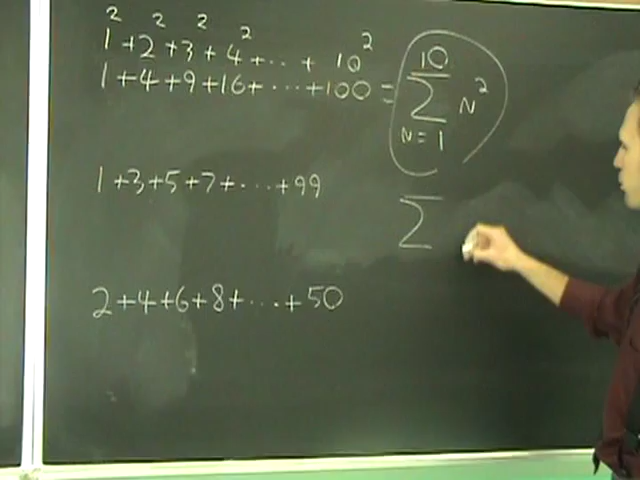 1² + 2² + 3² + 4² + ... + 10²
1 + 4 + 9 + 16 + ... + 100 = 10 Σ N=1 N²
1 + 3 + 5 + 7 + ... + 99
Σ
2 + 4 + 6 + 8 + ... + 50